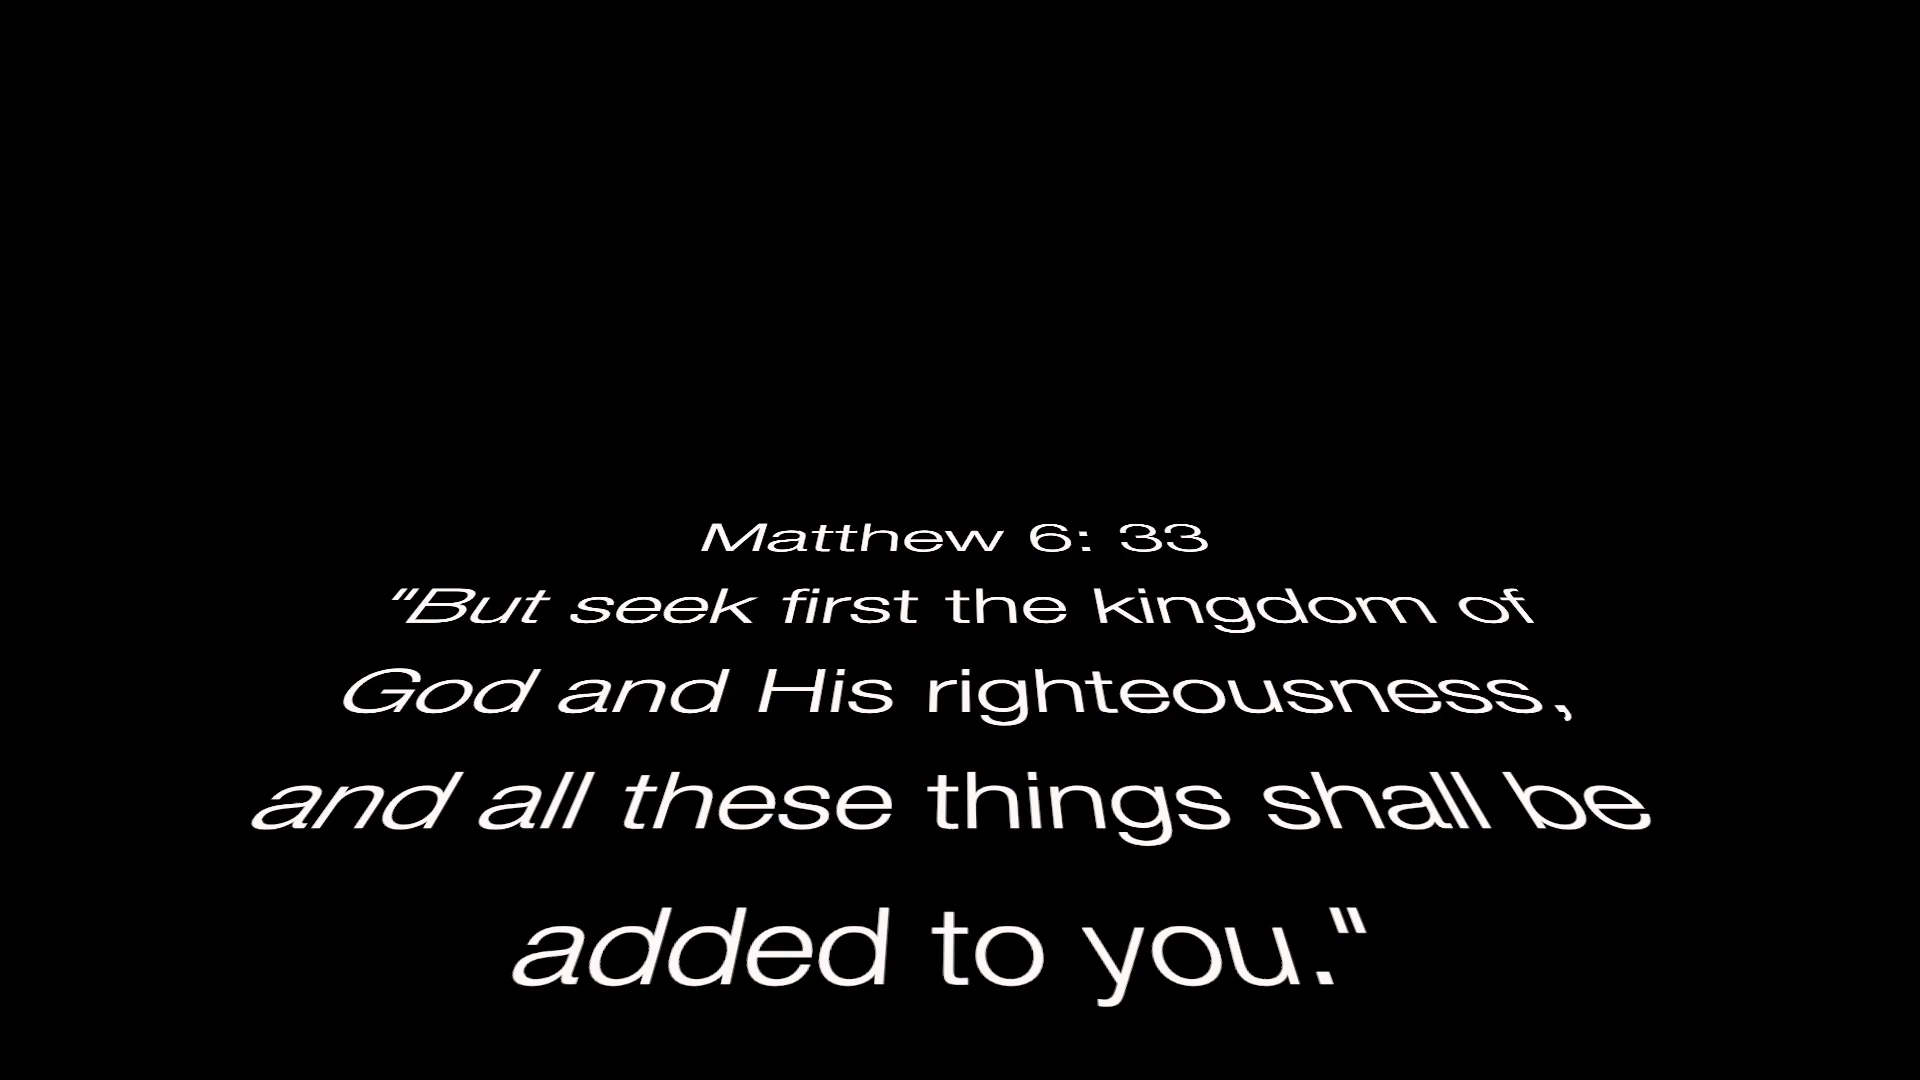 Matthew 6: 33
"But seek first the kingdom of
God and His righteousness,
and all these things shall be
added to you."